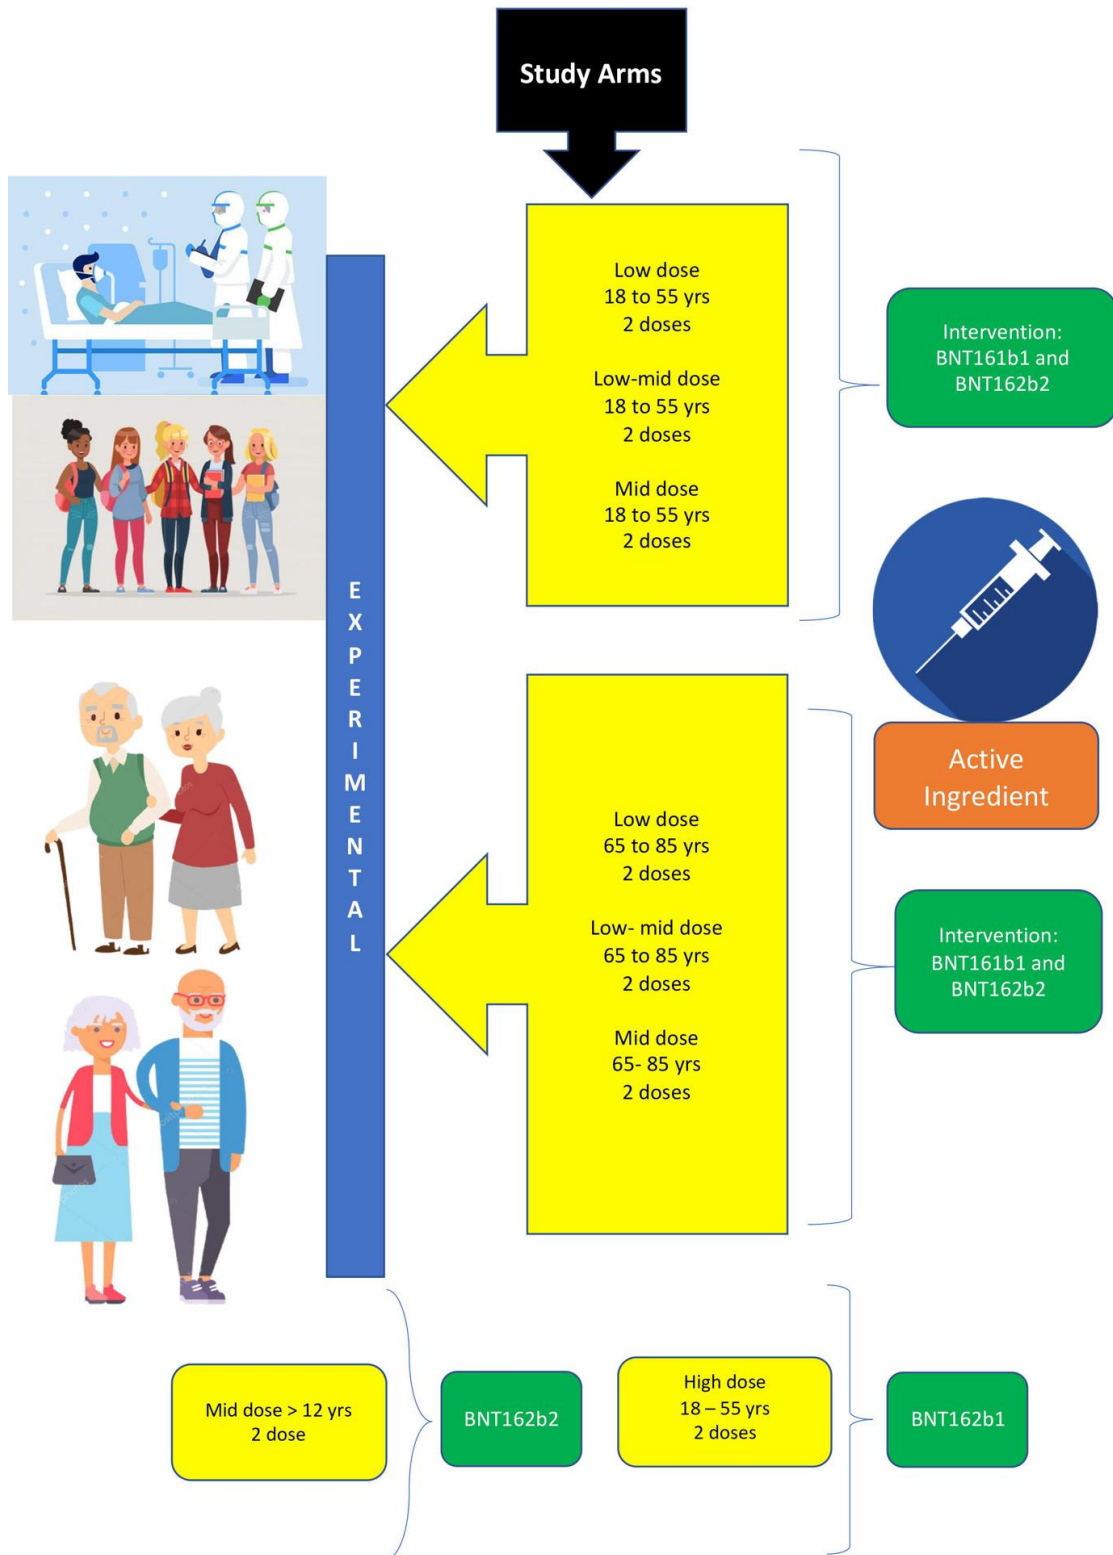 Study Arms
Low dose
18 to 55 yrs
2 doses
Low-mid dose
18 to 55 yrs
2 doses
Mid dose
18 to 55 yrs
2 doses
Intervention:
BNT161b1 and
BNT162b2
EXPERIMENTAL
Active
Ingredient
Low dose
65 to 85 yrs
2 doses
Low- mid dose
65 to 85 yrs
2 doses
Mid dose
65- 85 yrs
2 doses
Intervention:
BNT161b1 and
BNT162b2
Mid dose > 12 yrs
2 dose
BNT162b2
High dose
18 – 55 yrs
2 doses
BNT162b1